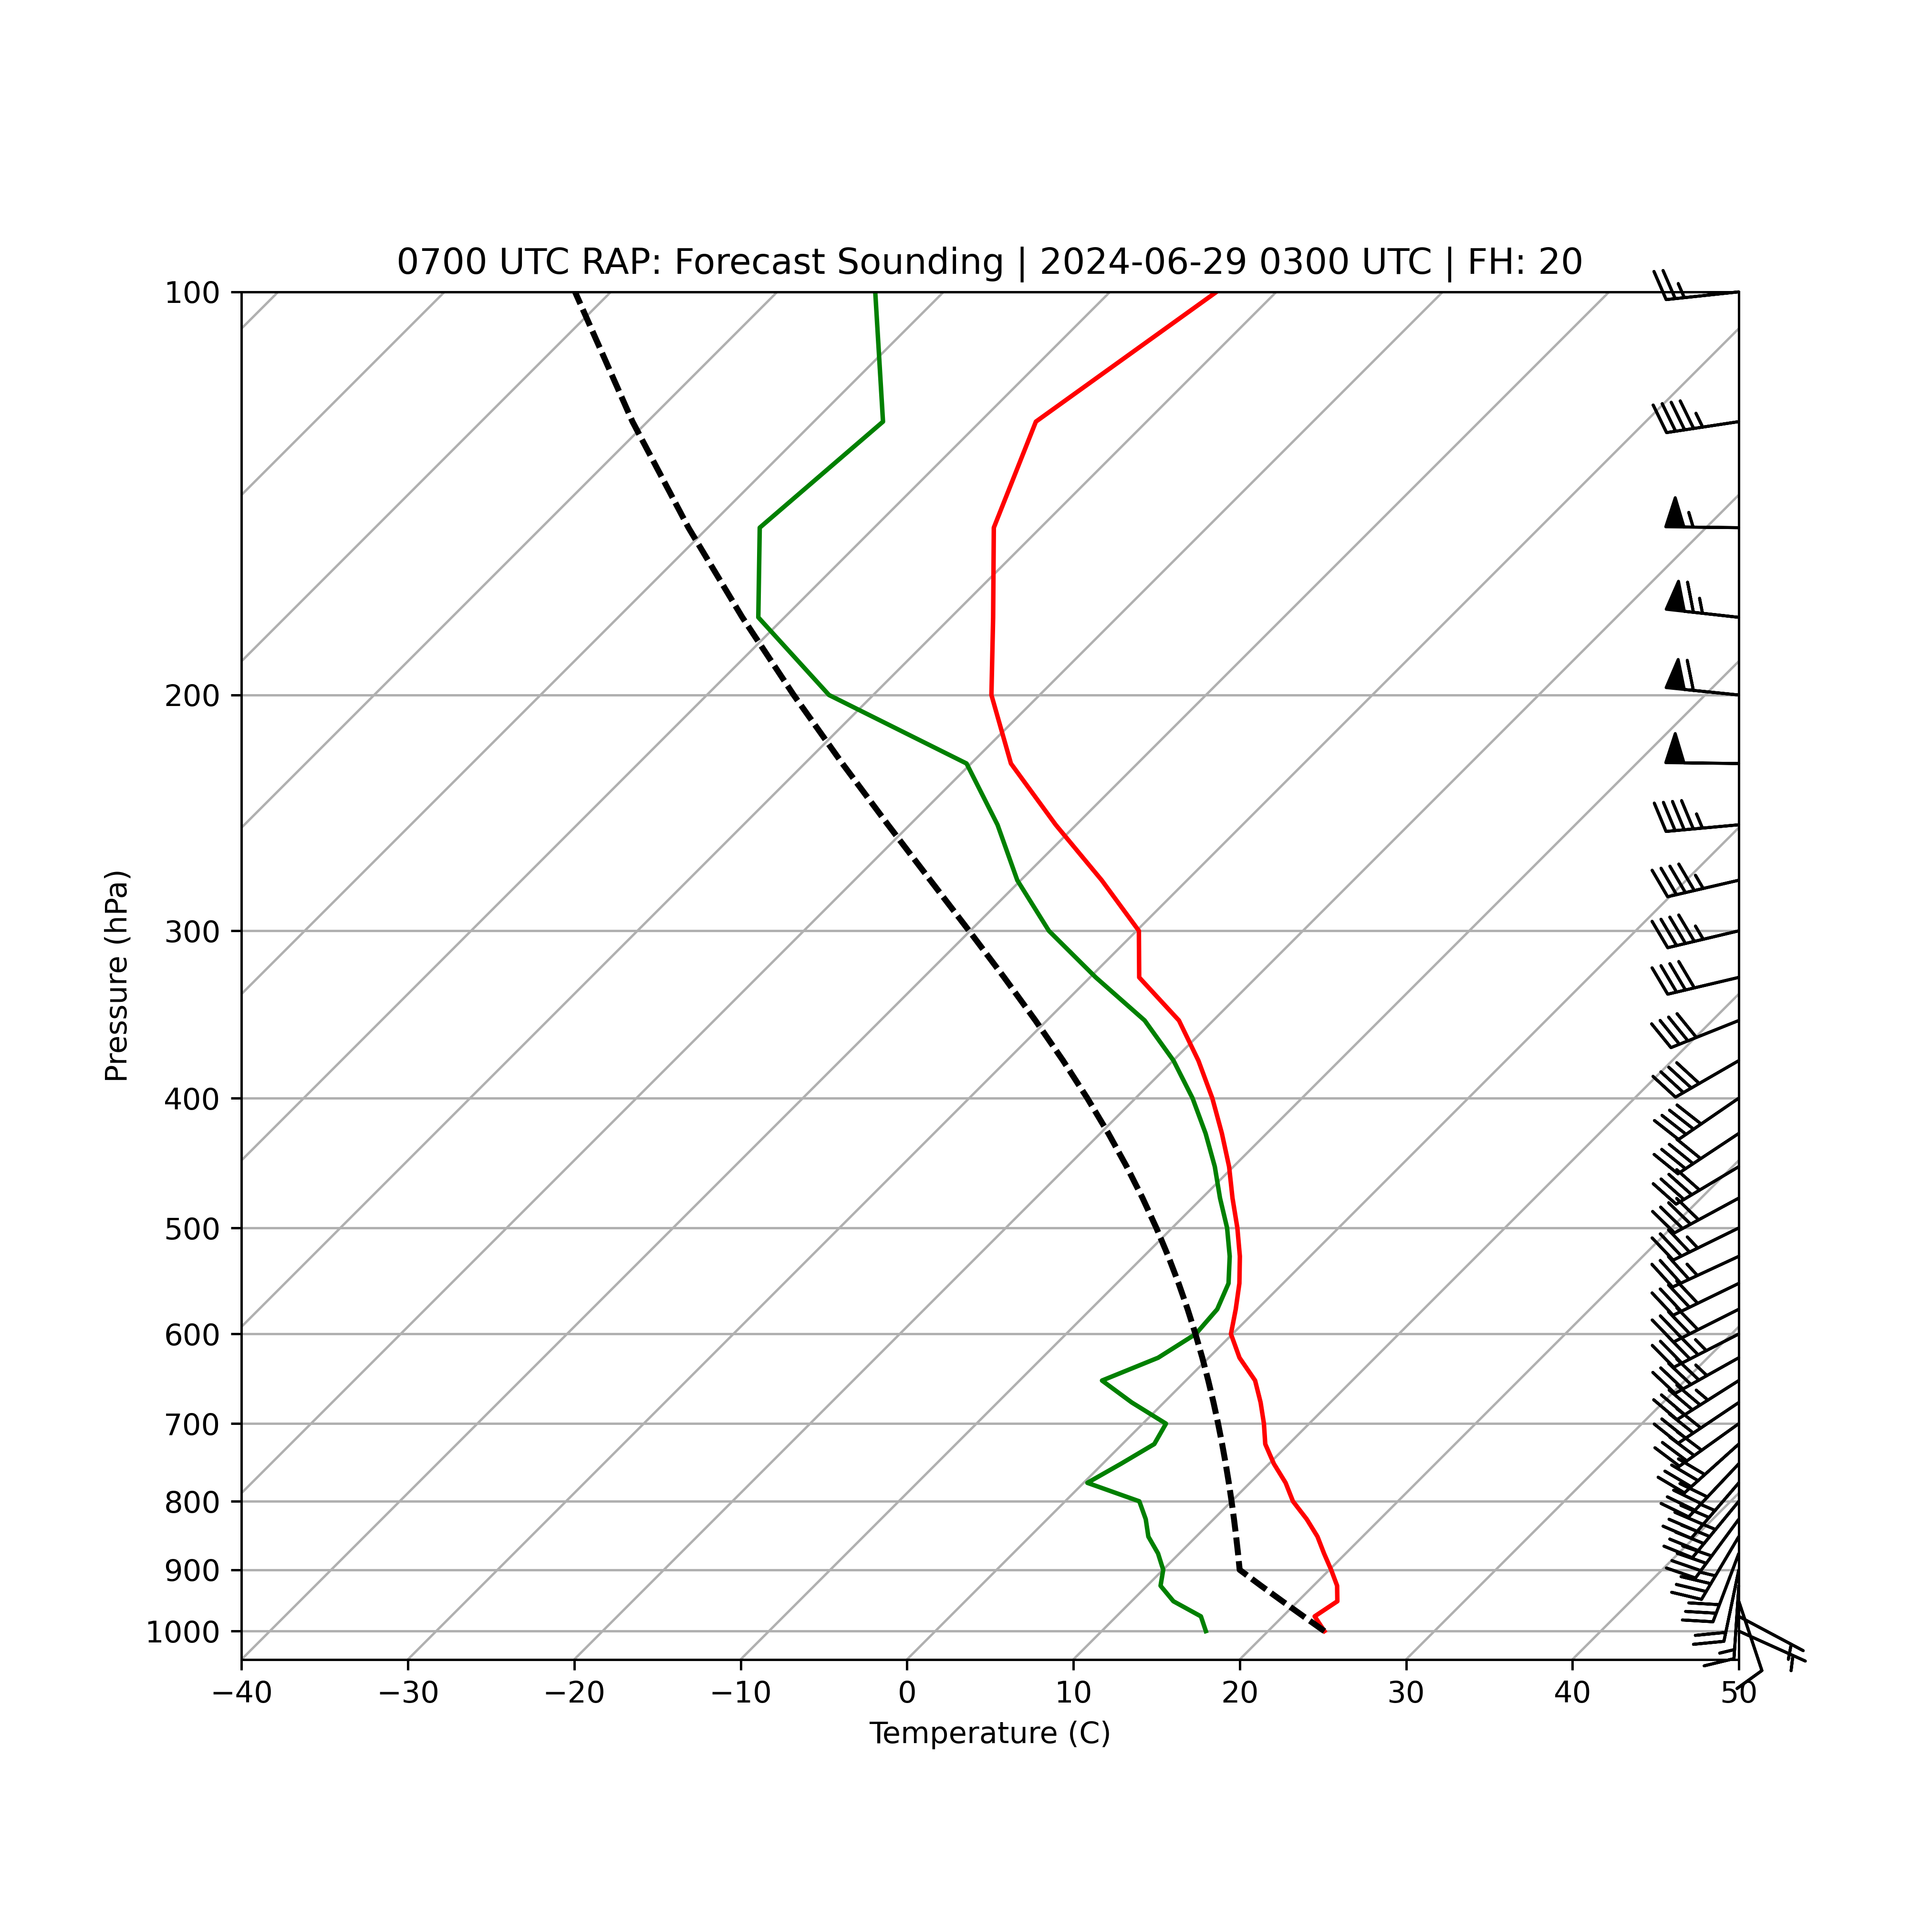 0700 UTC RAP: Forecast Sounding | 2024-06-29 0300 UTC | FH: 20
100
200
300
400
500
600
700
800
900
1000
Pressure (hPa)
−40 −30 −20 −10 0 10 20 30 40 50
Temperature (C)